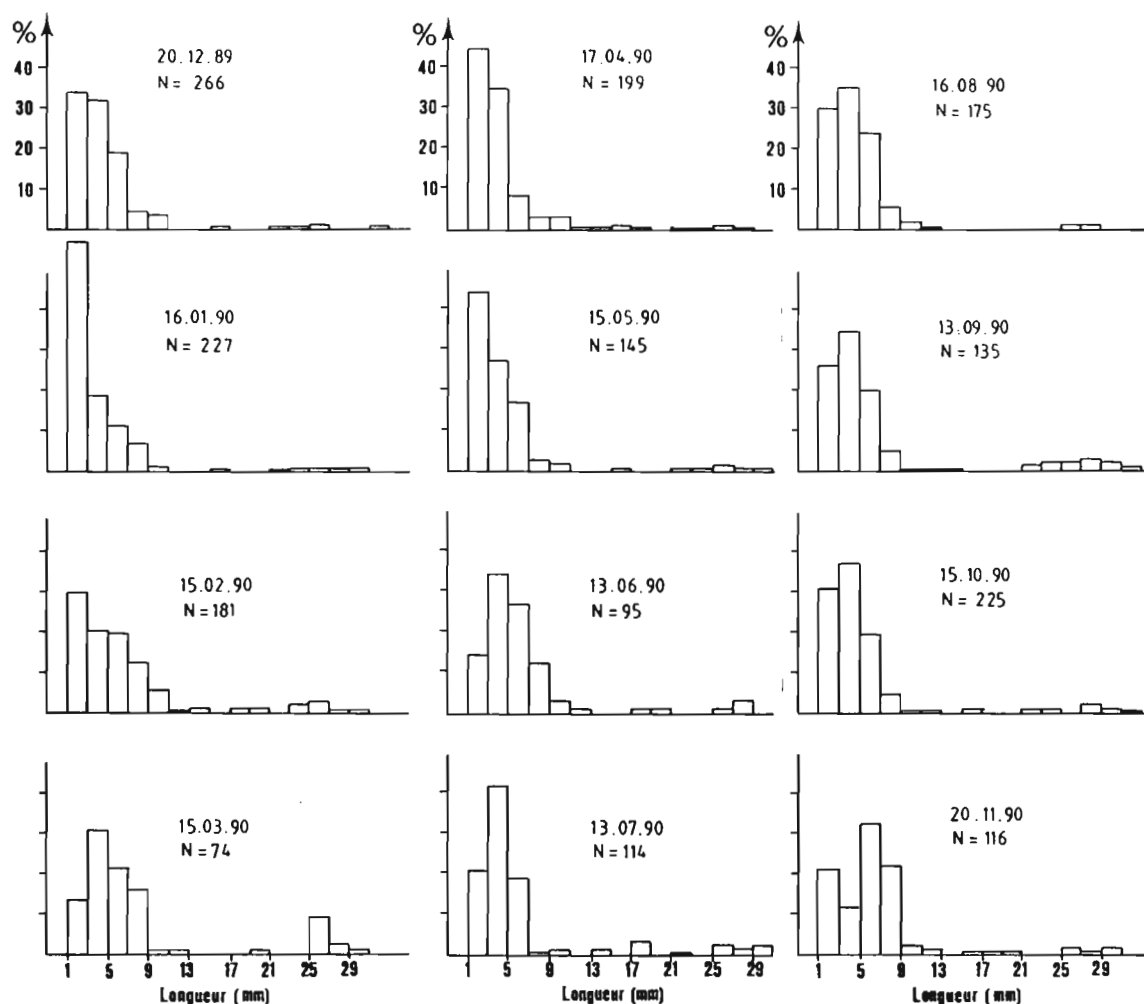 %
20.12.89
N = 266
40
30
20
10
%
17.04.90
N = 199
40
30
20
10
%
16.08 90
N = 175
40
30
20
10
16.01.90
N = 227
15.05.90
N = 145
13.09.90
N = 135
15.02.90
N = 181
13.06.90
N = 95
15.10.90
N = 225
15.03.90
N = 74
13.07.90
N = 114
20.11.90
N = 116
1 5 9 13 17 21 25 29
Longueur (mm)
1 5 9 13 17 21 25 29
Longueur (mm)
1 5 9 13 17 21 25 29
Longueur (mm)